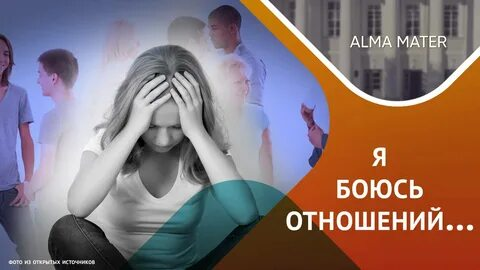 ALMA MATER
Я
БОЮСЬ
ОТНОШЕНИЙ...
ФОТО ИЗ ОТКРЫТЫХ ИСТОЧНИКОВ